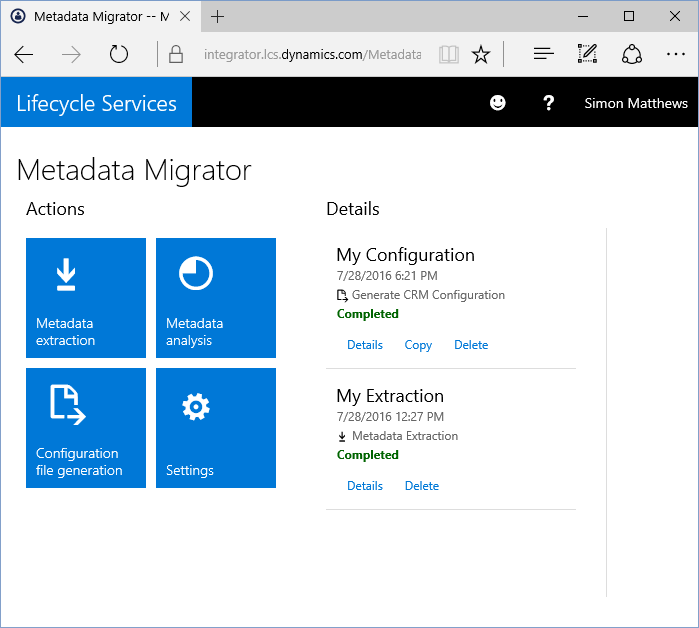 Metadata Migrator -- M
integrator.lcs.dynamics.com/Metadata
Lifecycle Services
?
Simon Matthews
Metadata Migrator
Actions
Details
Metadata
extraction
Metadata
analysis
Configuration
file generation
Settings
My Configuration
7/28/2016 6:21 PM
Generate CRM Configuration
Completed
Details Copy Delete
My Extraction
7/28/2016 12:27 PM
Metadata Extraction
Completed
Details Delete